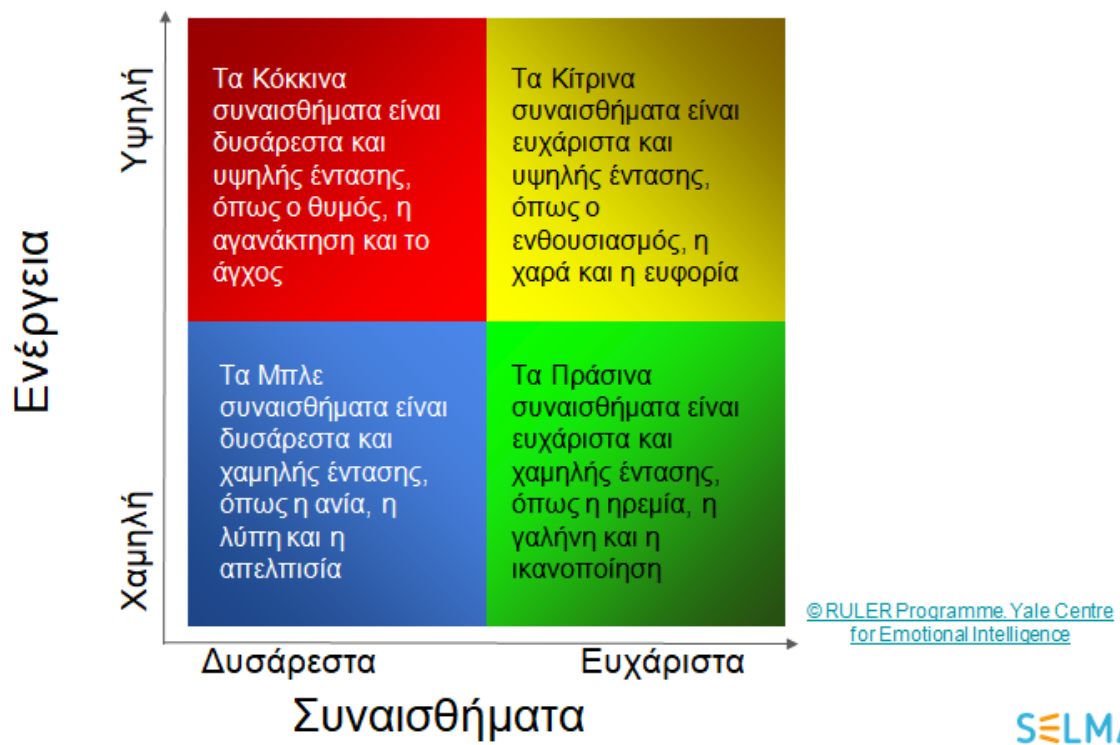 Ενέργεια
Υψηλή
Χαμηλή
Τα Κόκκινα
συναισθήματα είναι
δυσάρεστα και
υψηλής έντασης,
όπως ο θυμός, η
αγανάκτηση και το
άγχος
Τα Κίτρινα
συναισθήματα είναι
ευχάριστα και
υψηλής έντασης,
όπως ο
ενθουσιασμός, η
χαρά και η ευφορία
Τα Μπλε
συναισθήματα είναι
δυσάρεστα και
χαμηλής έντασης,
όπως η ανία, η
λύπη και η
απελπισία
Τα Πράσινα
συναισθήματα είναι
ευχάριστα και
χαμηλής έντασης,
όπως η ηρεμία, η
γαλήνη και η
ικανοποίηση
Δυσάρεστα
Ευχάριστα
Συναισθήματα
© RULER Programme. Yale Centre
for Emotional Intelligence
SELMA